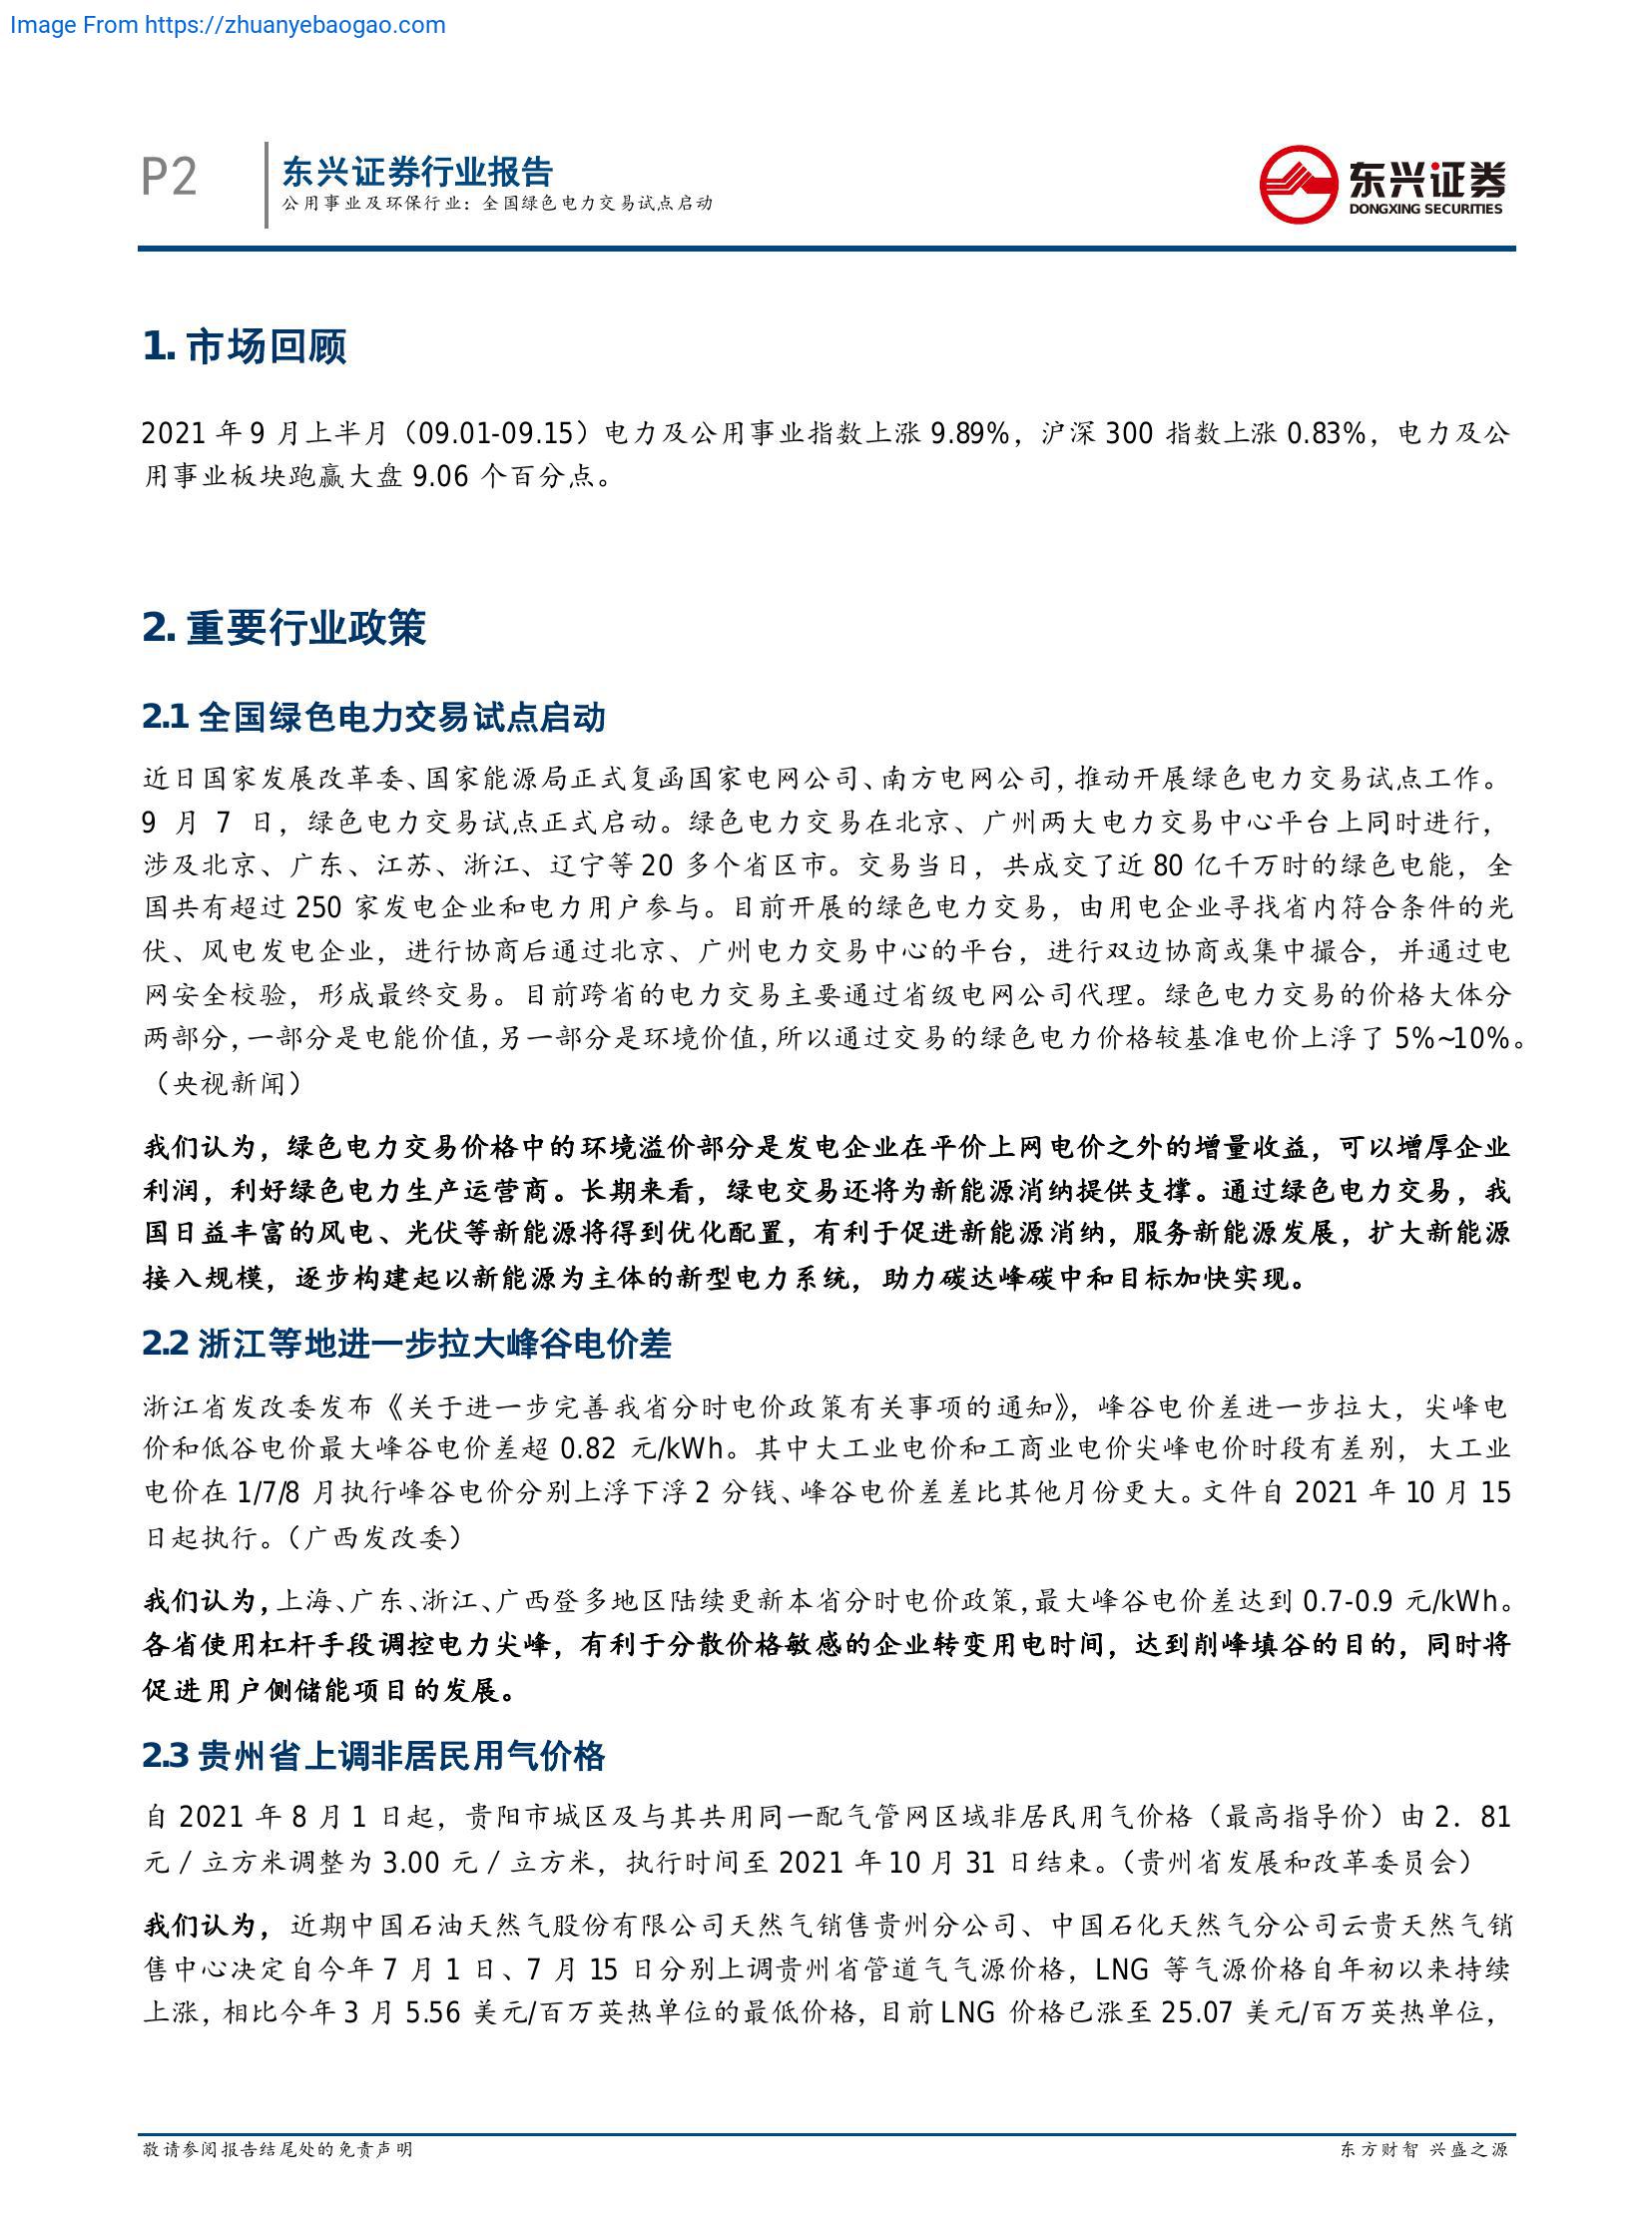 Image From https://zhuanyebaogao.com
P2
东兴证券行业报告
公用事业及环保行业：全国绿色电力交易试点启动
东兴证券
DONGXING SECURITIES
1. 市场回顾
2021 年 9 月上半月（09.01-09.15）电力及公用事业指数上涨 9.89%，沪深 300 指数上涨 0.83%，电力及公
用事业板块跑赢大盘 9.06 个百分点。
2. 重要行业政策
2.1 全国绿色电力交易试点启动
近日国家发展改革委、国家能源局正式复函国家电网公司、南方电网公司，推动开展绿色电力交易试点工作。
9 月 7 日，绿色电力交易试点正式启动。绿色电力交易在北京、广州两大电力交易中心平台上同时进行，
涉及北京、广东、江苏、浙江、辽宁等 20 多个省区市。交易当日，共成交了近 80 亿千万时的绿色电能，全
国共有超过 250 家发电企业和电力用户参与。目前开展的绿色电力交易，由用电企业寻找省内符合条件的光
伏、风电发电企业，进行协商后通过北京、广州电力交易中心的平台，进行双边协商或集中撮合，并通过电
网安全校验，形成最终交易。目前跨省的电力交易主要通过省级电网公司代理。绿色电力交易的价格大体分
两部分，一部分是电能价值，另一部分是环境价值，所以通过交易的绿色电力价格较基准电价上浮了 5%~10%。
（央视新闻）
我们认为，绿色电力交易价格中的环境溢价部分是发电企业在平价上网电价之外的增量收益，可以增厚企业
利润，利好绿色电力生产运营商。长期来看，绿电交易还将为新能源消纳提供支撑。通过绿色电力交易，我
国日益丰富的风电、光伏等新能源将得到优化配置，有利于促进新能源消纳，服务新能源发展，扩大新能源
接入规模，逐步构建起以新能源为主体的新型电力系统，助力碳达峰碳中和目标加快实现。
2.2 浙江等地进一步拉大峰谷电价差
浙江省发改委发布《关于进一步完善我省分时电价政策有关事项的通知》，峰谷电价差进一步拉大，尖峰电
价和低谷电价最大峰谷电价差超 0.82 元/kWh。其中大工业电价和工商业电价尖峰电价时段有差别，大工业
电价在 1/7/8 月执行峰谷电价分别上浮下浮 2 分钱、峰谷电价差差比其他月份更大。文件自 2021 年 10 月 15
日起执行。（广西发改委）
我们认为，上海、广东、浙江、广西登多地区陆续更新本省分时电价政策，最大峰谷电价差达到 0.7-0.9 元/kWh。
各省使用杠杆手段调控电力尖峰，有利于分散价格敏感的企业转变用电时间，达到削峰填谷的目的，同时将
促进用户侧储能项目的发展。
2.3 贵州省上调非居民用气价格
自 2021 年 8 月 1 日起，贵阳市城区及与其共用同一配气管网区域非居民用气价格（最高指导价）由 2．81
元／立方米调整为 3.00 元／立方米，执行时间至 2021 年 10 月 31 日结束。（贵州省发展和改革委员会）
我们认为，近期中国石油天然气股份有限公司天然气销售贵州分公司、中国石化天然气分公司云贵天然气销
售中心决定自今年 7 月 1 日、7 月 15 日分别上调贵州省管道气气源价格，LNG 等气源价格自年初以来持续
上涨，相比今年 3 月 5.56 美元/百万英热单位的最低价格，目前 LNG 价格已涨至 25.07 美元/百万英热单位，
敬请参阅报告结尾处的免责声明
东方财智 兴盛之源